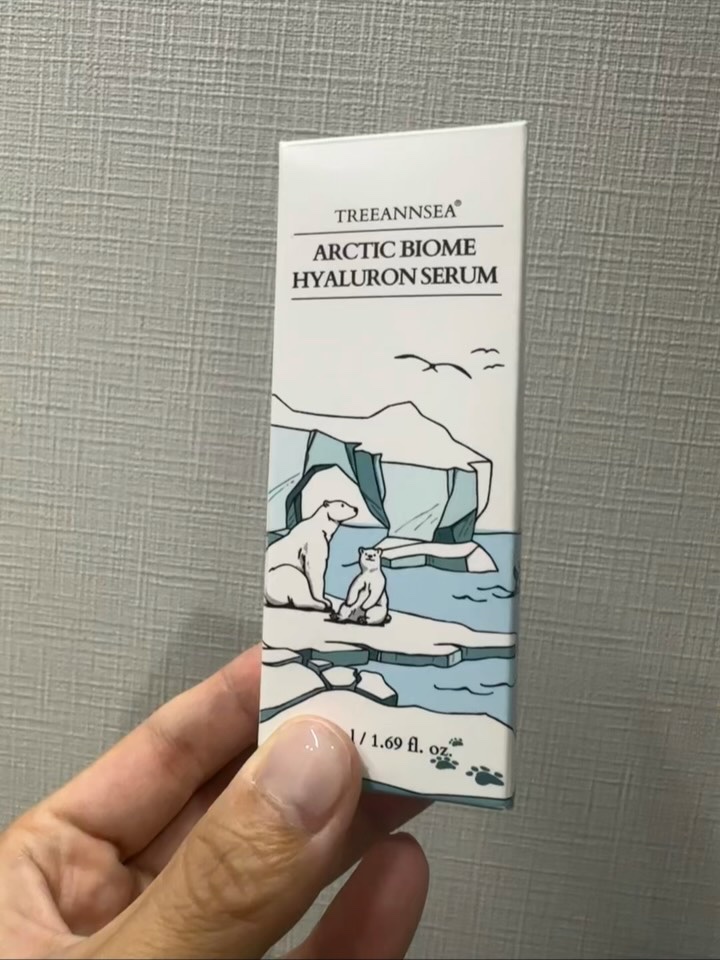 TREEANNSEA®
ARCTIC BIOME
HYALURON SERUM
l / 1.69 fl. oz.